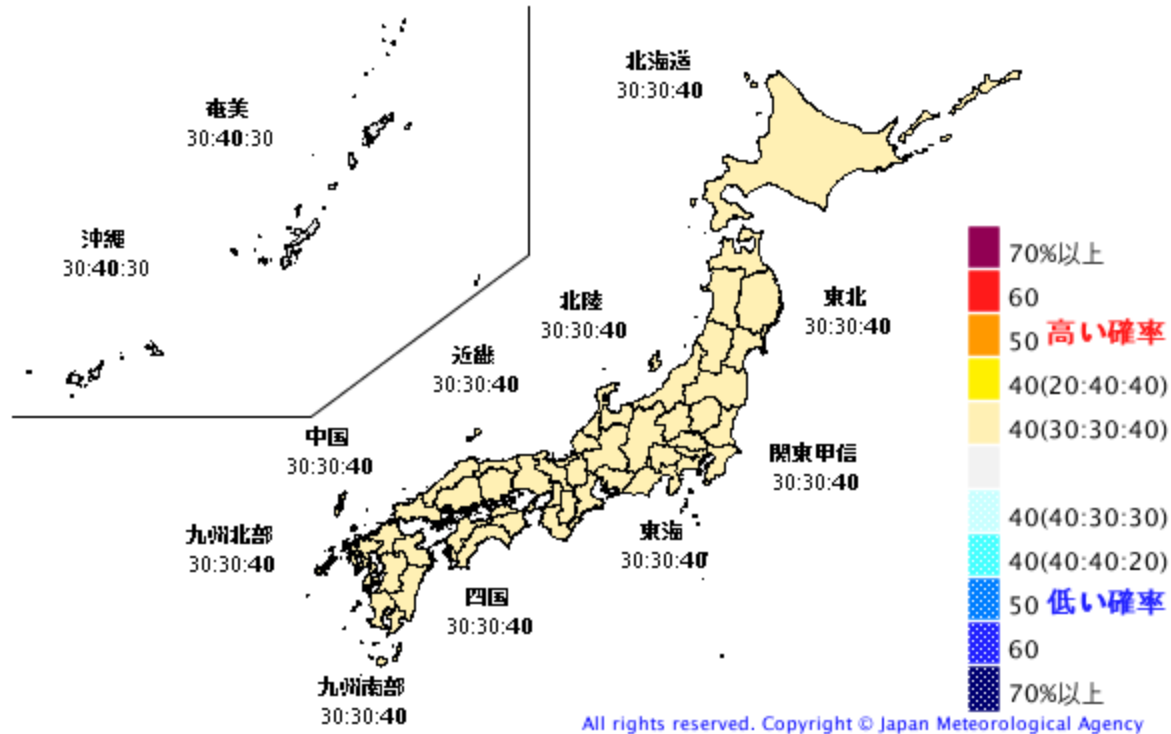 北海道
30:30:40
奄美
30:40:30
沖縄
30:40:30
北陸
30:30:40
東北
30:30:40
近畿
30:30:40
中国
30:30:40
関東甲信
30:30:40
九州北部
30:30:40
東海
30:30:40
四国
30:30:40
九州南部
30:30:40
70%以上
60
50 高い確率
40(20:40:40)
40(30:30:40)
40(40:30:30)
40(40:40:20)
50 低い確率
60
70%以上
All rights reserved. Copyright © Japan Meteorological Agency